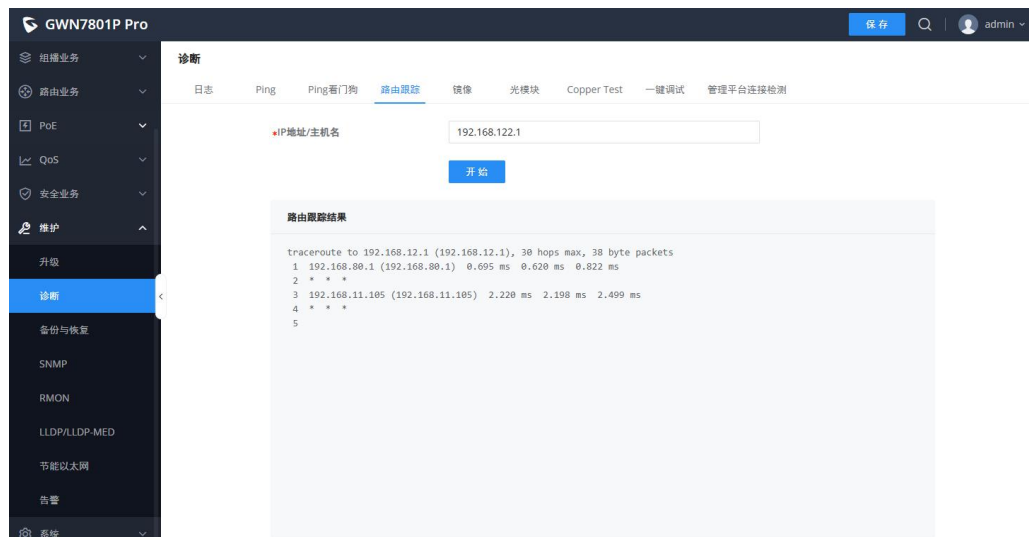 GWN7801P Pro
保存
admin
组播业务
路由业务
PoE
QoS
安全业务
维护
升级
诊断
备份与恢复
SNMP
RMON
LLDP/LLDP-MED
节能以太网
告警
系统
诊断
日志 Ping Ping看门狗 路由跟踪 镜像 光模块 Copper Test 一键调试 管理平台连接检测
*IP地址/主机名 192.168.122.1
开始
路由跟踪结果
traceroute to 192.168.12.1 (192.168.12.1), 30 hops max, 38 byte packets
1 192.168.80.1 (192.168.80.1) 0.695 ms 0.620 ms 0.822 ms
2 * * *
3 192.168.11.105 (192.168.11.105) 2.220 ms 2.198 ms 2.499 ms
4 * * *
5